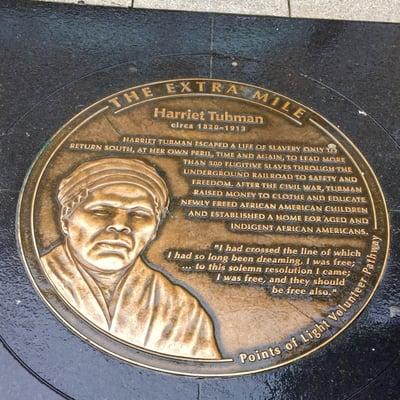 THE EXTRA MILE
Harriet Tubman
circa 1820–1913
HARRIET TUBMAN ESCAPED A LIFE OF SLAVERY ONLY TO
RETURN SOUTH, AT HER OWN PERIL, TIME AND AGAIN, TO LEAD MORE
THAN 300 FUGITIVE SLAVES THROUGH THE
UNDERGROUND RAILROAD TO SAFETY AND
FREEDOM. AFTER THE CIVIL WAR, TUBMAN
RAISED MONEY TO CLOTHE AND EDUCATE
NEWLY FREED AFRICAN AMERICAN CHILDREN
AND ESTABLISHED A HOME FOR AGED AND
INDIGENT AFRICAN AMERICANS.
"I had crossed the line of which
I had so long been dreaming. I was free;
... to this solemn resolution I came;
I was free, and they should
be free also."
Points of Light Volunteer Pathway